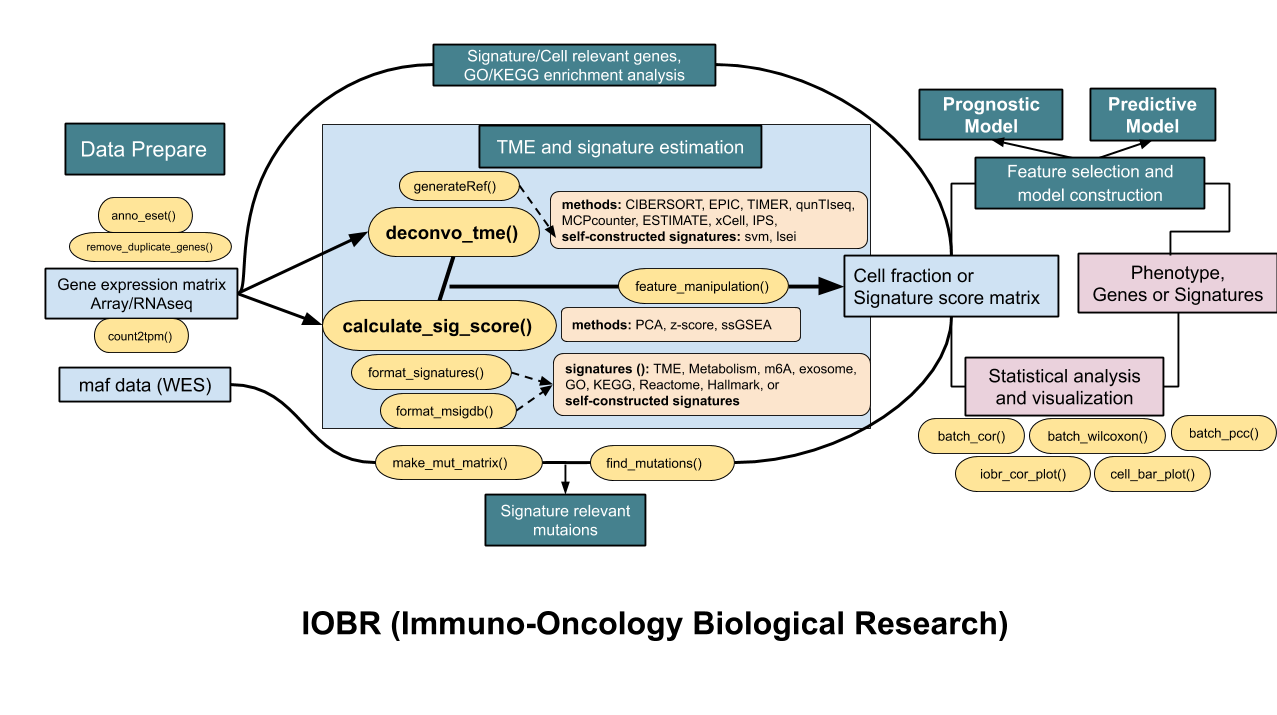 Signature/Cell relevant genes,
GO/KEGG enrichment analysis
Data Prepare
anno_eset()
remove_duplicate_genes()
Gene expression matrix
Array/RNAseq
count2tpm()
maf data (WES)
TME and signature estimation
generateRef()
deconvo_tme()
methods: CIBERSORT, EPIC, TIMER, qunTIseq,
MCPcounter, ESTIMATE, xCell, IPS,
self-constructed signatures: svm, lsei
feature_manipulation()
calculate_sig_score()
methods: PCA, z-score, ssGSEA
format_signatures()
format_msigdb()
signatures (): TME, Metabolism, m6A, exosome,
GO, KEGG, Reactome, Hallmark, or
self-constructed signatures
make_mut_matrix()
find_mutations()
Signature relevant
mutaions
Cell fraction or
Signature score matrix
Prognostic
Model
Predictive
Model
Feature selection and
model construction
Phenotype,
Genes or Signatures
Statistical analysis
and visualization
batch_cor()
batch_wilcoxon()
batch_pcc()
iobr_cor_plot()
cell_bar_plot()
IOBR (Immuno-Oncology Biological Research)